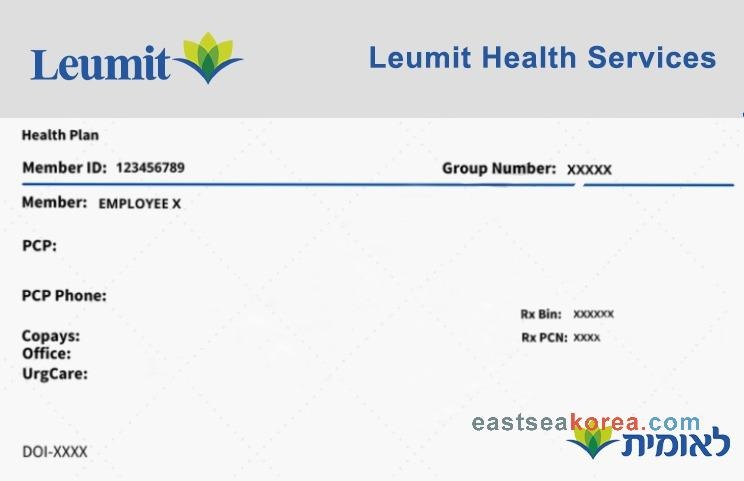 Leumit
Leumit Health Services
Health Plan
Member ID: 123456789
Group Number: XXXXX
Member: EMPLOYEE X
PCP:
PCP Phone:
Rx Bin: XXXXXX
Copays:
Rx PCN: XXXX
Office:
UrgCare:
eastseakorea.com
לאומית
DOI-XXXX